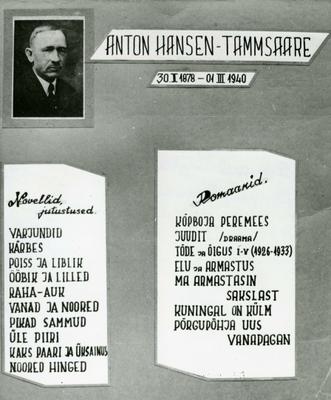 ANTON HANSEN-TAMMSAARE
30 I 1878 – 01 III 1940
Novellid,
jutustused.
VARJUNDID
KÄRBES
POISS JA LIBLIK
ÖÖBIK JA LILLED
RAHA-AUK
VANAD JA NOORED
PIKAD SAMMUD
ÜLE PIIRI
KAKS PAARI JA ÜKSAINUS
NOORED HINGED
Romaanid.
KÕRBOJA PEREMEES
JUUDIT /DRAAMA/
TÕDE JA ÕIGUS I-V (1926-1933)
ELU JA ARMASTUS
MA ARMASTASIN
SAKSLAST
KUNINGAL ON KÜLM
PÕRGUPÕHJA UUS
VANAPAGAN